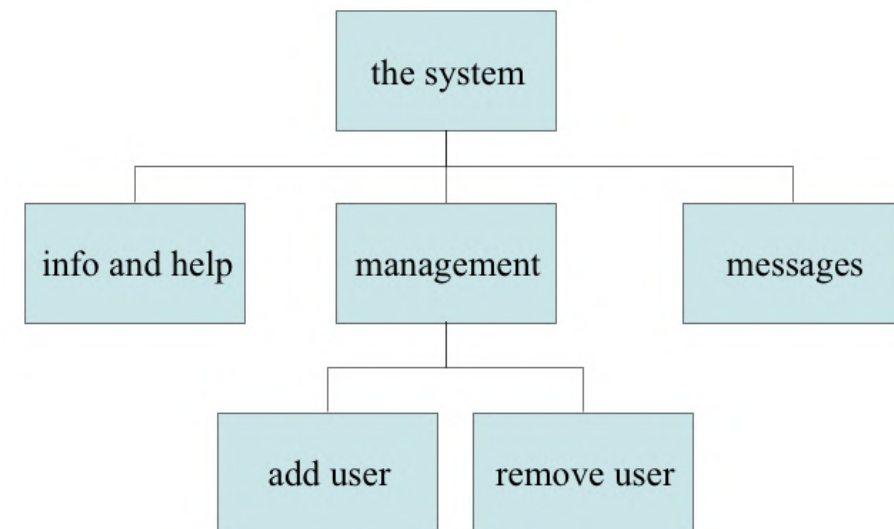 the system
info and help
management
messages
add user
remove user